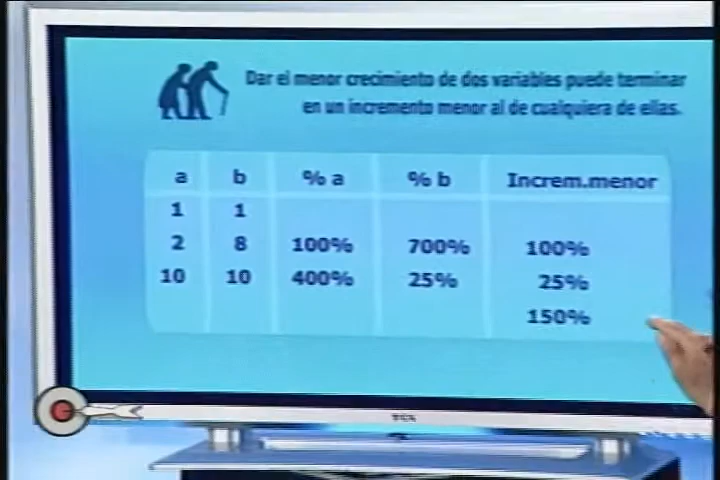 Dar el menor crecimiento de dos variables puede terminar
en un incremento menor al de cualquiera de ellas.
a b % a % b Increm.menor
1 1
2 8 100% 700% 100%
10 10 400% 25% 25%
150%
TCL